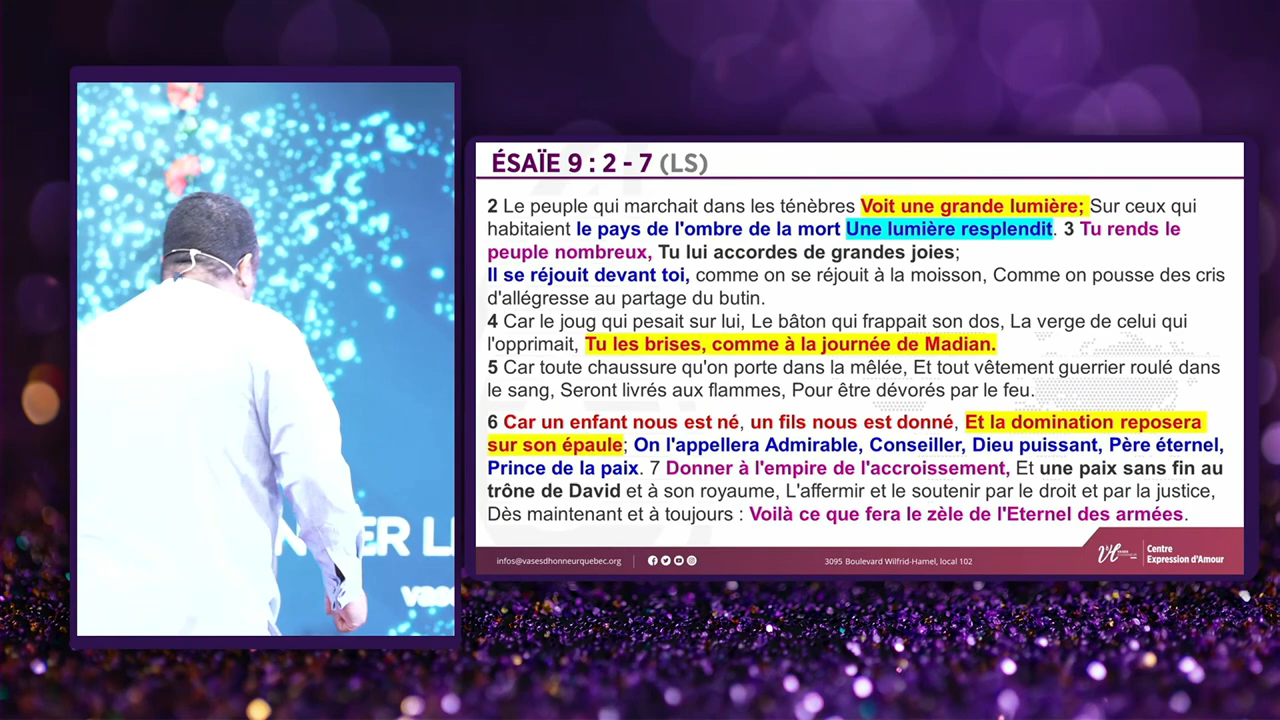 ÉSAÏE 9 : 2 - 7 (LS)
2 Le peuple qui marchait dans les ténèbres Voit une grande lumière; Sur ceux qui
habitaient le pays de l'ombre de la mort Une lumière resplendit. 3 Tu rends le
peuple nombreux, Tu lui accordes de grandes joies;
Il se réjouit devant toi, comme on se réjouit à la moisson, Comme on pousse des cris
d'allégresse au partage du butin.
4 Car le joug qui pesait sur lui, Le bâton qui frappait son dos, La verge de celui qui
l'opprimait, Tu les brises, comme à la journée de Madian.
5 Car toute chaussure qu'on porte dans la mêlée, Et tout vêtement guerrier roulé dans
le sang, Seront livrés aux flammes, Pour être dévorés par le feu.
6 Car un enfant nous est né, un fils nous est donné, Et la domination reposera
sur son épaule; On l'appellera Admirable, Conseiller, Dieu puissant, Père éternel,
Prince de la paix. 7 Donner à l'empire de l'accroissement, Et une paix sans fin au
trône de David et à son royaume, L'affermir et le soutenir par le droit et par la justice,
Dès maintenant et à toujours : Voilà ce que fera le zèle de l'Eternel des armées.
infos@vasesdhonneurquebec.org
3095 Boulevard Wilfrid-Hamel, local 102
Centre
Expression d'Amour